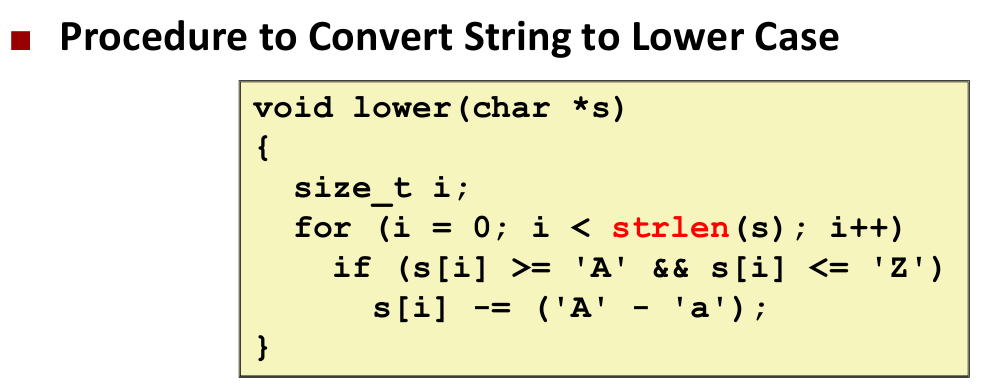 Procedure to Convert String to Lower Case
void lower(char *s)
{
  size_t i;
  for (i = 0; i < strlen(s); i++)
    if (s[i] >= 'A' && s[i] <= 'Z')
      s[i] -= ('A' - 'a');
}